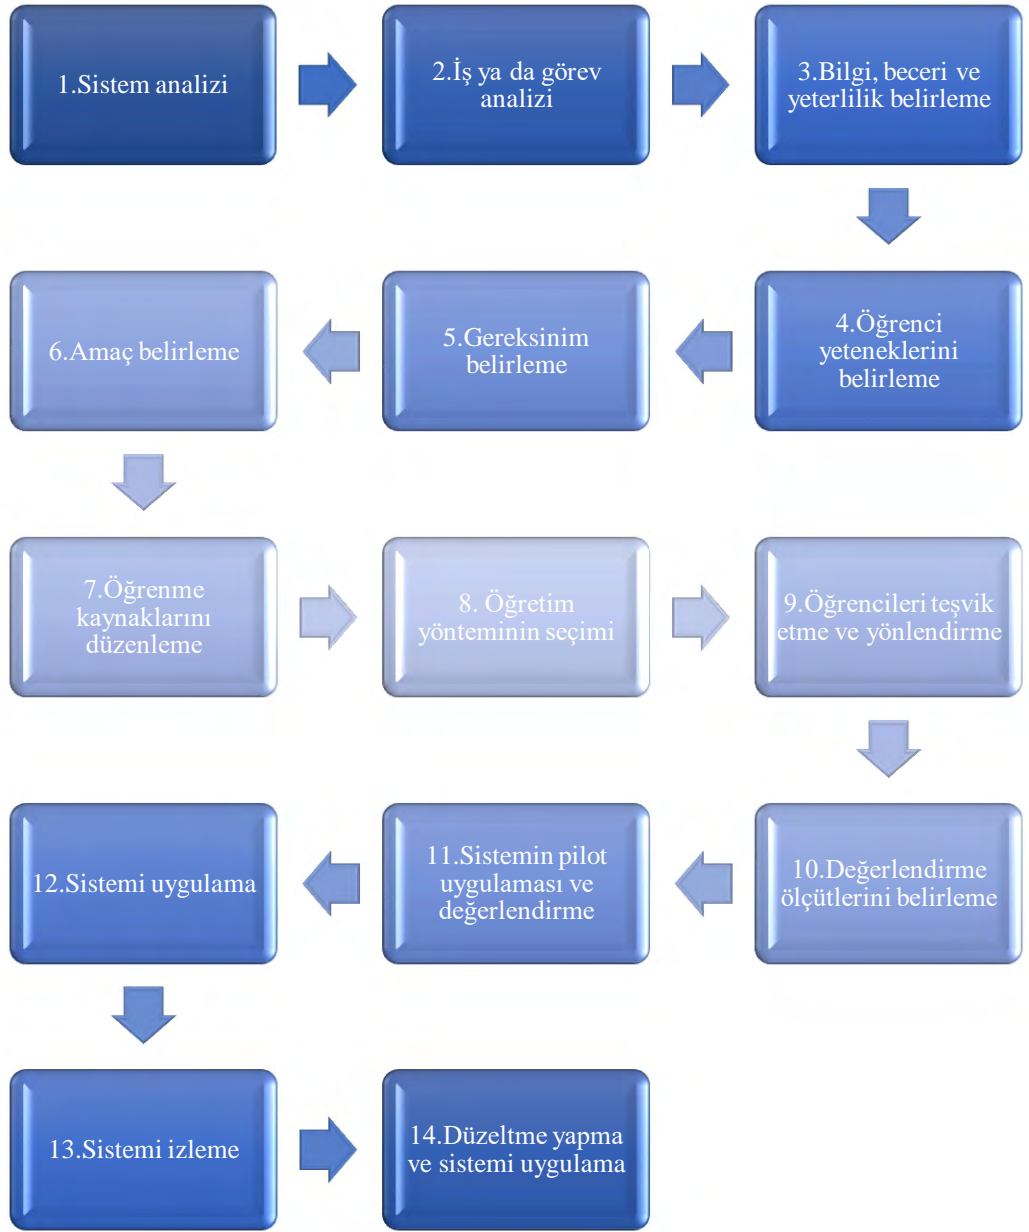 1.Sistem analizi
2.İş ya da görev
analizi
3.Bilgi, beceri ve
yeterlilik belirleme
4.Öğrenci
yeteneklerini
belirleme
5.Gereksinim
belirleme
6.Amaç belirleme
7.Öğrenme
kaynaklarını
düzenleme
8. Öğretim
yönteminin seçimi
9.Öğrencileri teşvik
etme ve yönlendirme
10.Değerlendirme
ölçütlerini belirleme
11.Sistemin pilot
uygulaması ve
değerlendirme
12.Sistemi uygulama
13.Sistemi izleme
14.Düzeltme yapma
ve sistemi uygulama